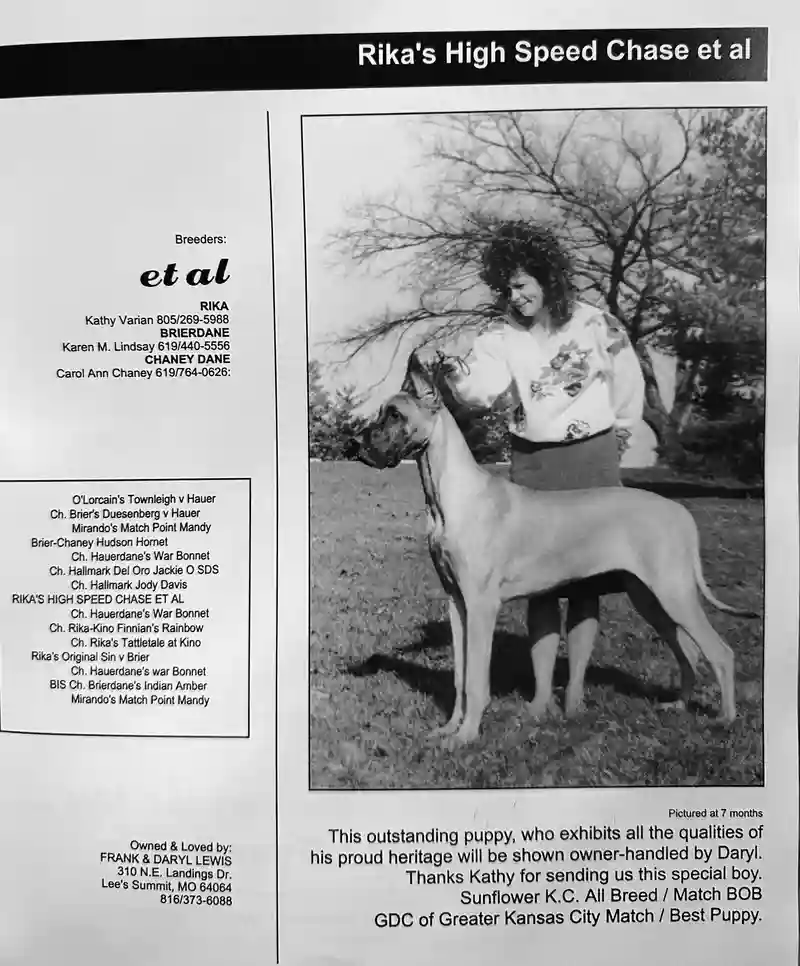 Rika's High Speed Chase et al
Breeders:
et al
RIKA
Kathy Varian 805/269-5988
BRIERDANE
Karen M. Lindsay 619/440-5556
CHANEY DANE
Carol Ann Chaney 619/764-0626:
O'Lorcain's Townleigh v Hauer
Ch. Brier's Duesenberg v Hauer
Mirando's Match Point Mandy
Brier-Chaney Hudson Hornet
Ch. Hauerdane's War Bonnet
Ch. Hallmark Del Oro Jackie O SDS
Ch. Hallmark Jody Davis
RIKA'S HIGH SPEED CHASE ET AL
Ch. Hauerdane's War Bonnet
Ch. Rika-Kino Finnian's Rainbow
Ch. Rika's Tattletale at Kino
Rika's Original Sin v Brier
Ch. Hauerdane's war Bonnet
BIS Ch. Brierdane's Indian Amber
Mirando's Match Point Mandy
Owned & Loved by:
FRANK & DARYL LEWIS
310 N.E. Landings Dr.
Lee's Summit, MO 64064
816/373-6088
Pictured at 7 months
This outstanding puppy, who exhibits all the qualities of
his proud heritage will be shown owner-handled by Daryl.
Thanks Kathy for sending us this special boy.
Sunflower K.C. All Breed / Match BOB
GDC of Greater Kansas City Match / Best Puppy.